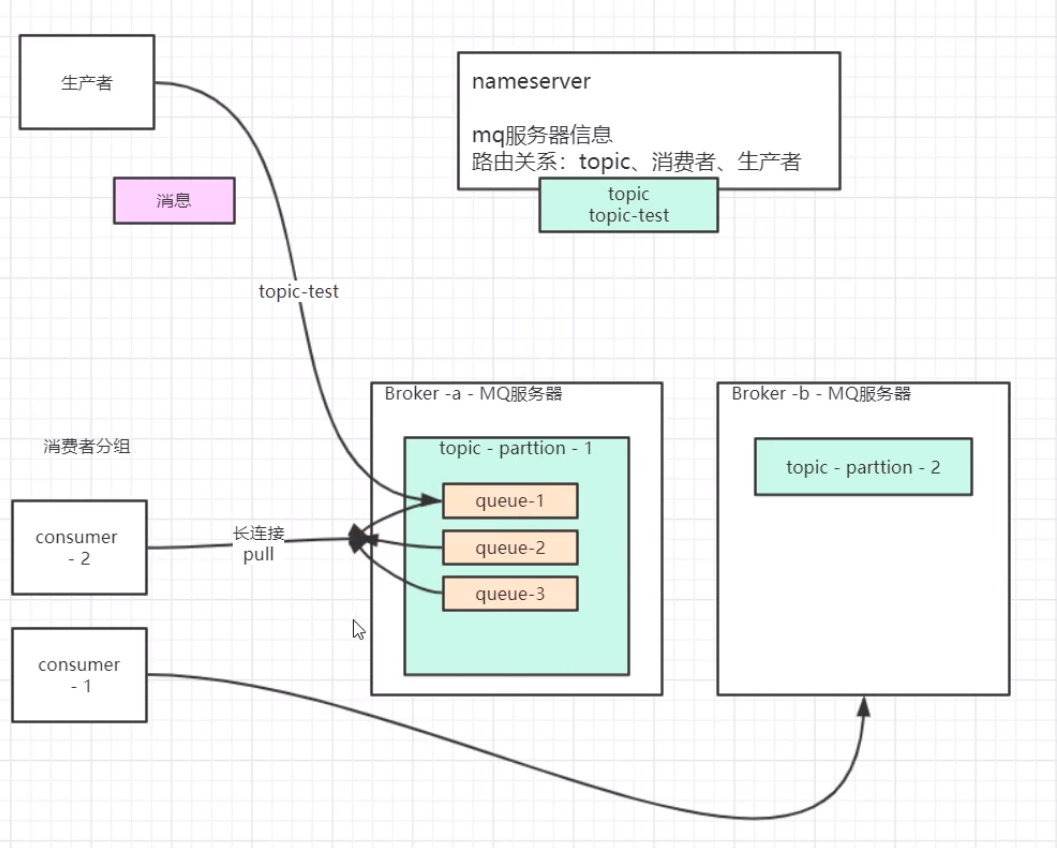 生产者
nameserver
mq服务器信息
路由关系：topic、消费者、生产者
topic
topic-test
消息
topic-test
Broker -a - MQ服务器
Broker -b - MQ服务器
topic - parttion - 1
topic - parttion - 2
queue-1
queue-2
queue-3
消费者分组
consumer
- 2
长连接
pull
consumer
- 1